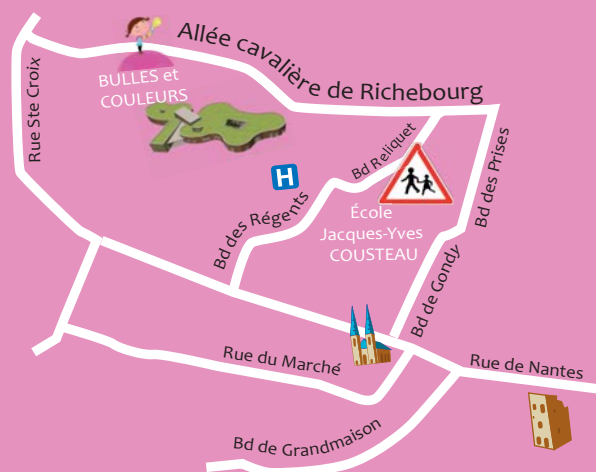 Allée cavalière de Richebourg
BULLES et
COULEURS
Rue Ste Croix
Bd Reliquet
Bd des Prises
H
Bd des Régents
École
Jacques-Yves
COUSTEAU
Bd de Gondy
Rue du Marché
Rue de Nantes
Bd de Grandmaison